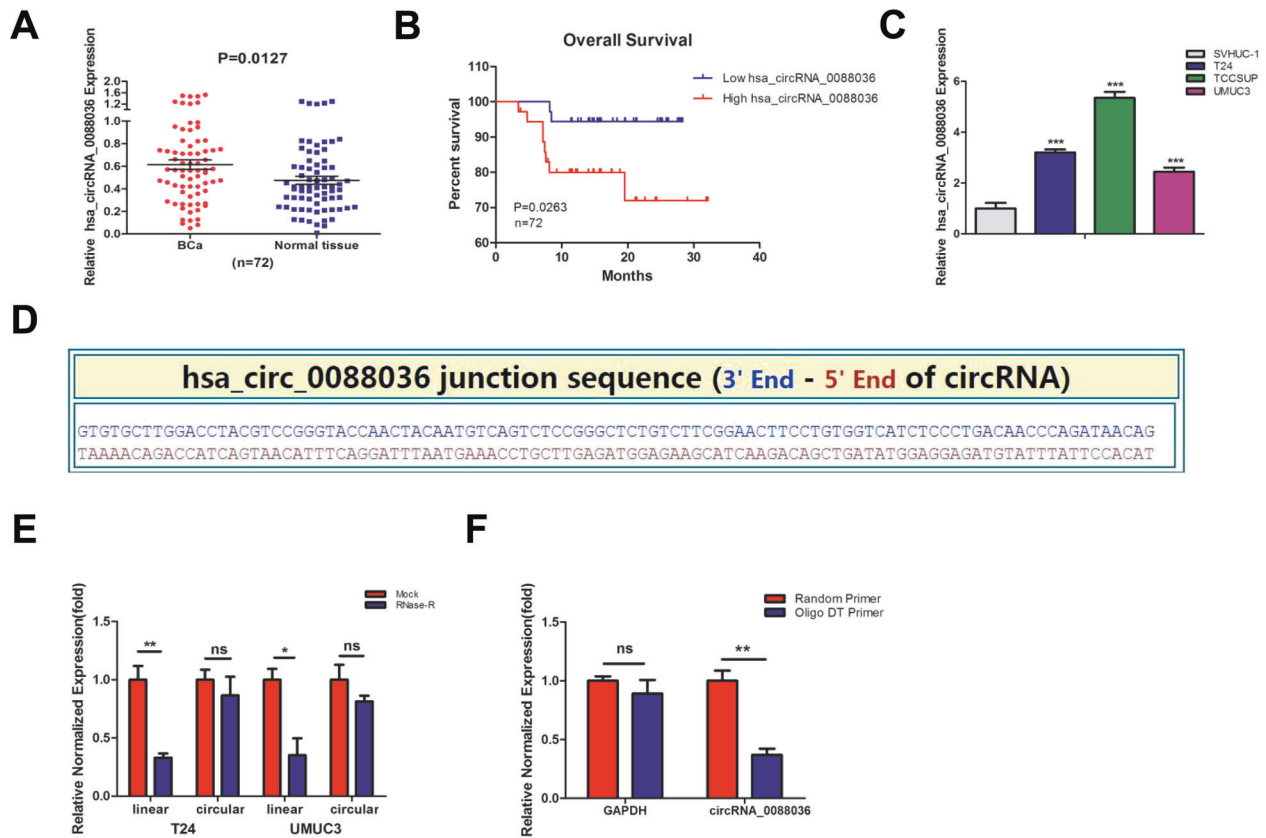 A
P=0.0127
Relative hsa_circRNA_0088036 Expression
2.0
1.6
1.2
1.0
0.8
0.6
0.4
0.2
0.0
BCa
Normal tissue
(n=72)
B
Overall Survival
Percent survival
110
100
90
80
70
60
Low hsa_circRNA_0088036
High hsa_circRNA_0088036
P=0.0263
n=72
0
10
20
30
40
Months
C
Relative hsa_circRNA_0088036 Expression
6
4
2
0
SVHUC-1
T24
TCCSUP
UMUC3
***
***
***
D
hsa_circ_0088036 junction sequence (3' End - 5' End of circRNA)
GTGTGCTTGGACCTACGTCCGGGTACCAACTACAATGTCAGTCTCCGGGCTCTGTCTTCGGAACTTCCTGTGGTCATCTCCCTGACAACCCAGATAACAG
TAAAACAGACCATCAGTAACATTTCAGGATTTAATGAAACCTGCTTGAGATGGAGAAGCATCAAGACAGCTGATATGGAGGAGATGTATTTATTCCACAT
E
Relative Normalized Expression(fold)
Mock
RNase-R
1.5
1.0
0.5
0.0
**
ns
*
ns
linear
circular
linear
circular
T24
UMUC3
F
Relative Normalized Expression(fold)
Random Primer
Oligo DT Primer
1.5
1.0
0.5
0.0
ns
**
GAPDH
circRNA_0088036